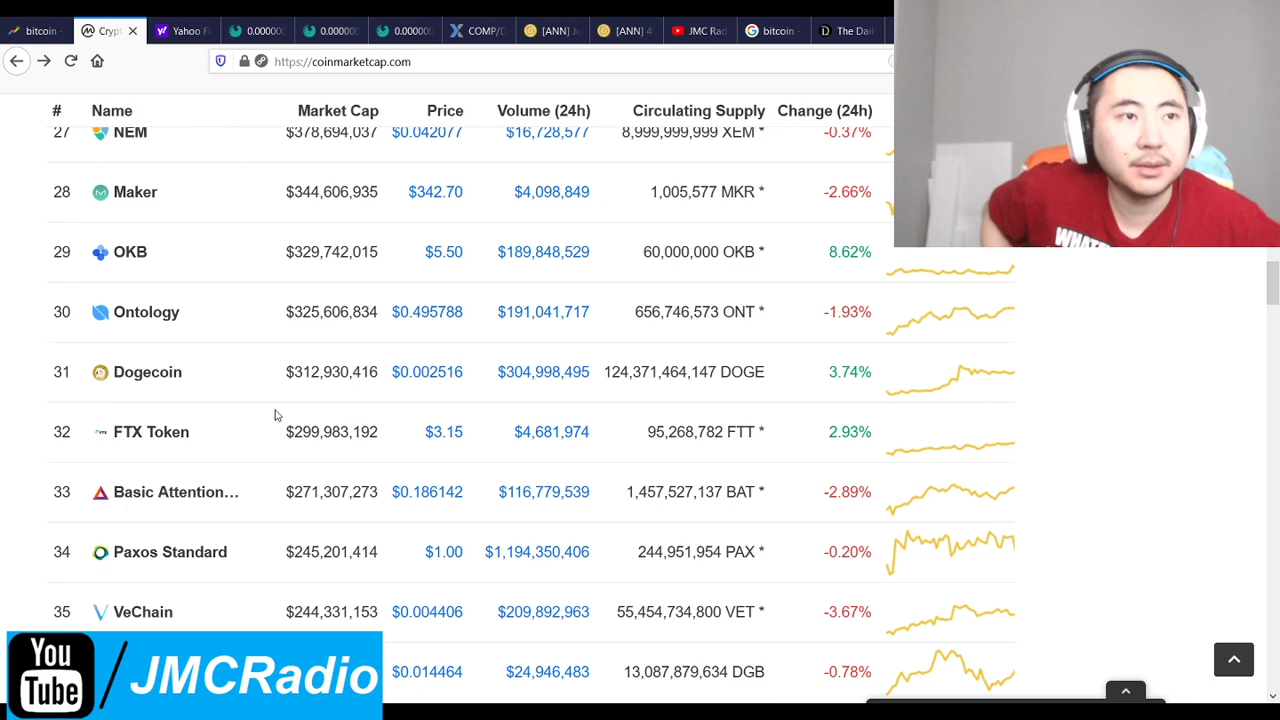 bitcoin
Cryp
Yahoo Fi
0.00000
0.00000
0.00000
COMP/D
[ANN] Ju
[ANN] 4
JMC Rad
bitcoin -
The Dail
https://coinmarketcap.com
# Name Market Cap Price Volume (24h) Circulating Supply Change (24h)
27 NEM $378,694,037 $0.042077 $16,728,577 8,999,999,999 XEM * -0.37%
28 Maker $344,606,935 $342.70 $4,098,849 1,005,577 MKR * -2.66%
29 OKB $329,742,015 $5.50 $189,848,529 60,000,000 OKB * 8.62%
30 Ontology $325,606,834 $0.495788 $191,041,717 656,746,573 ONT * -1.93%
31 Dogecoin $312,930,416 $0.002516 $304,998,495 124,371,464,147 DOGE 3.74%
32 FTX Token $299,983,192 $3.15 $4,681,974 95,268,782 FTT * 2.93%
33 Basic Attention... $271,307,273 $0.186142 $116,779,539 1,457,527,137 BAT * -2.89%
34 Paxos Standard $245,201,414 $1.00 $1,194,350,406 244,951,954 PAX * -0.20%
35 VeChain $244,331,153 $0.004406 $209,892,963 55,454,734,800 VET * -3.67%
$0.014464 $24,946,483 13,087,879,634 DGB -0.78%
You
Tube
/JMCRadio